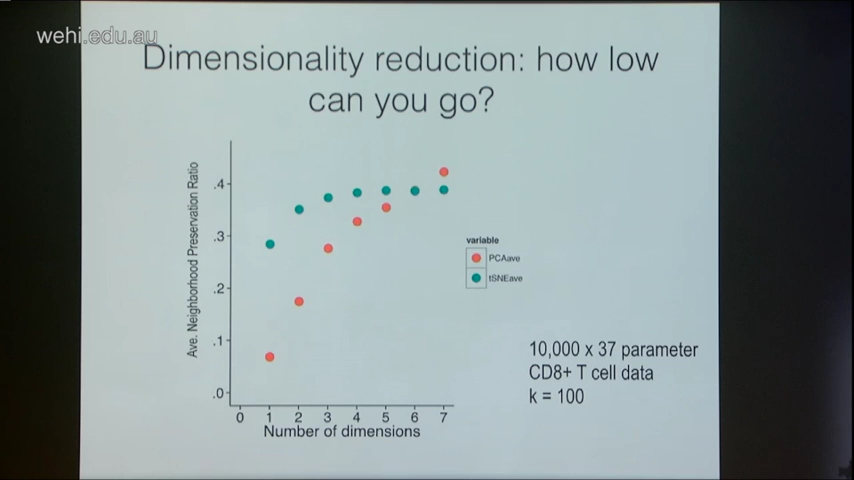 wehi.edu.au
Dimensionality reduction: how low
can you go?
Ave. Neighborhood Preservation Ratio
.4
.3
.2
.1
.0
0 1 2 3 4 5 6 7
Number of dimensions
variable
PCAave
tSNEave
10,000 x 37 parameter
CD8+ T cell data
k = 100